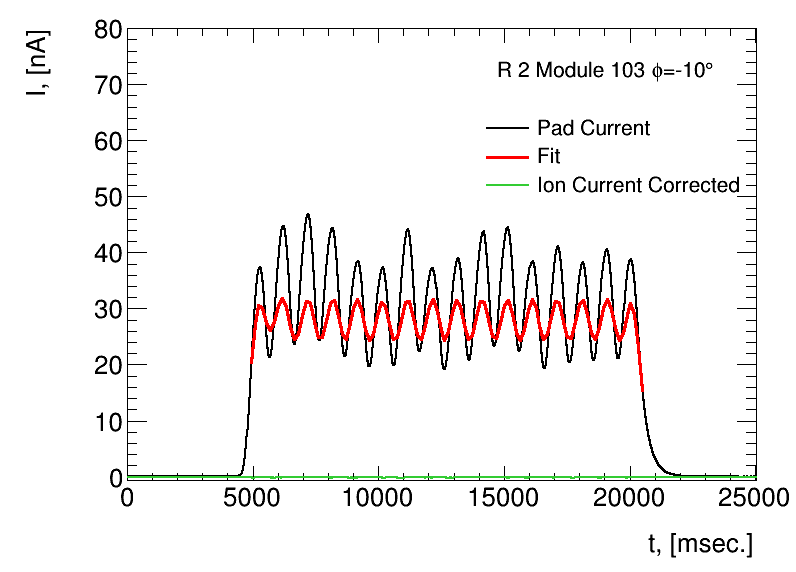 I, [nA]
80
70
60
50
40
30
20
10
0
R 2 Module 103 ϕ=-10°
Pad Current
Fit
Ion Current Corrected
0 5000 10000 15000 20000 25000
t, [msec.]